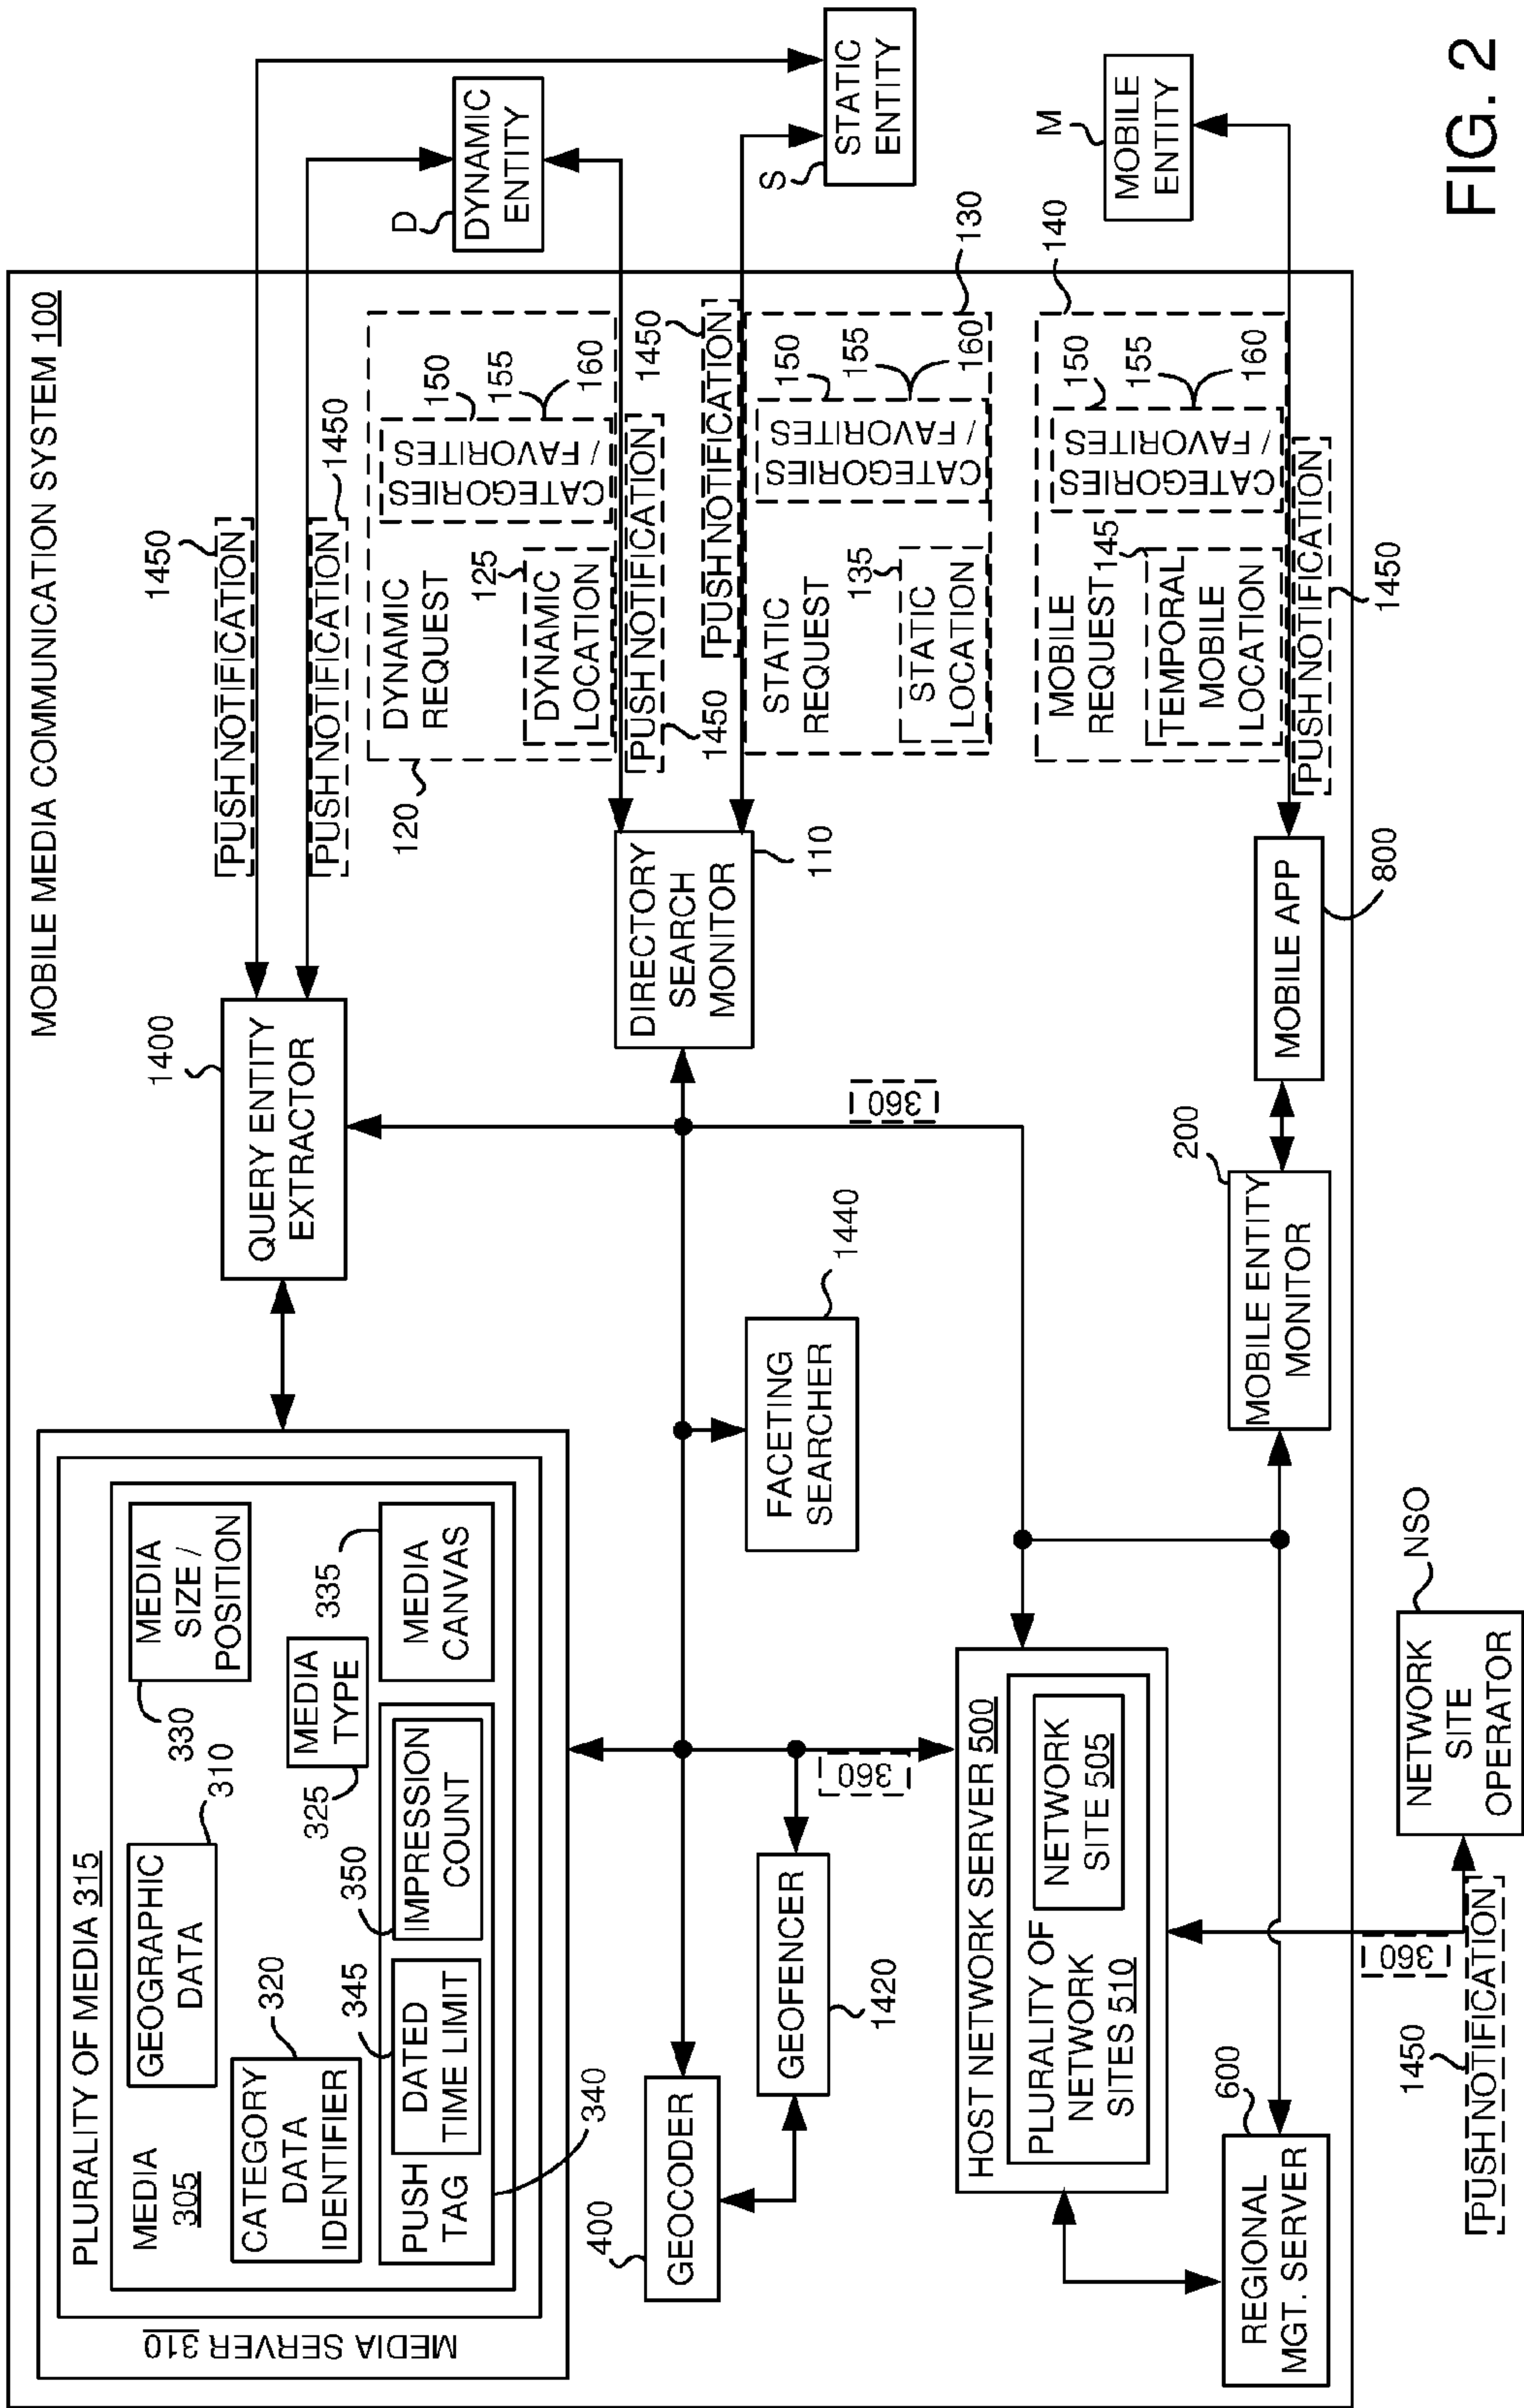 MOBILE MEDIA COMMUNICATION SYSTEM 100
MEDIA SERVER 310
PLURALITY OF MEDIA 315
MEDIA
305
GEOGRAPHIC
DATA
310
MEDIA
SIZE /
POSITION
330
CATEGORY
DATA
IDENTIFIER
320
MEDIA
TYPE
325
MEDIA
CANVAS
335
PUSH
TAG
340
DATED
TIME LIMIT
345
IMPRESSION
COUNT
350
QUERY ENTITY
EXTRACTOR
1400
PUSH NOTIFICATION
1450
PUSH NOTIFICATION
1450
D
DYNAMIC
ENTITY
S
STATIC
ENTITY
M
MOBILE
ENTITY
DYNAMIC
REQUEST
120
125
DYNAMIC
LOCATION
CATEGORIES
/ FAVORITES
150
155
160
PUSH NOTIFICATION
1450
PUSH NOTIFICATION
1450
DIRECTORY
SEARCH
MONITOR
110
STATIC
REQUEST
130
135
STATIC
LOCATION
CATEGORIES
/ FAVORITES
150
155
160
MOBILE
REQUEST
140
145
TEMPORAL
MOBILE
LOCATION
CATEGORIES
/ FAVORITES
150
155
160
PUSH NOTIFICATION
1450
GEOCODER
400
GEOFENCER
1420
FACETING
SEARCHER
1440
360
360
HOST NETWORK SERVER 500
PLURALITY OF
NETWORK
SITES 510
NETWORK
SITE 505
MOBILE ENTITY
MONITOR
200
MOBILE APP
800
REGIONAL
MGT. SERVER
600
360
PUSH NOTIFICATION
1450
NETWORK
SITE
OPERATOR
NSO
FIG. 2